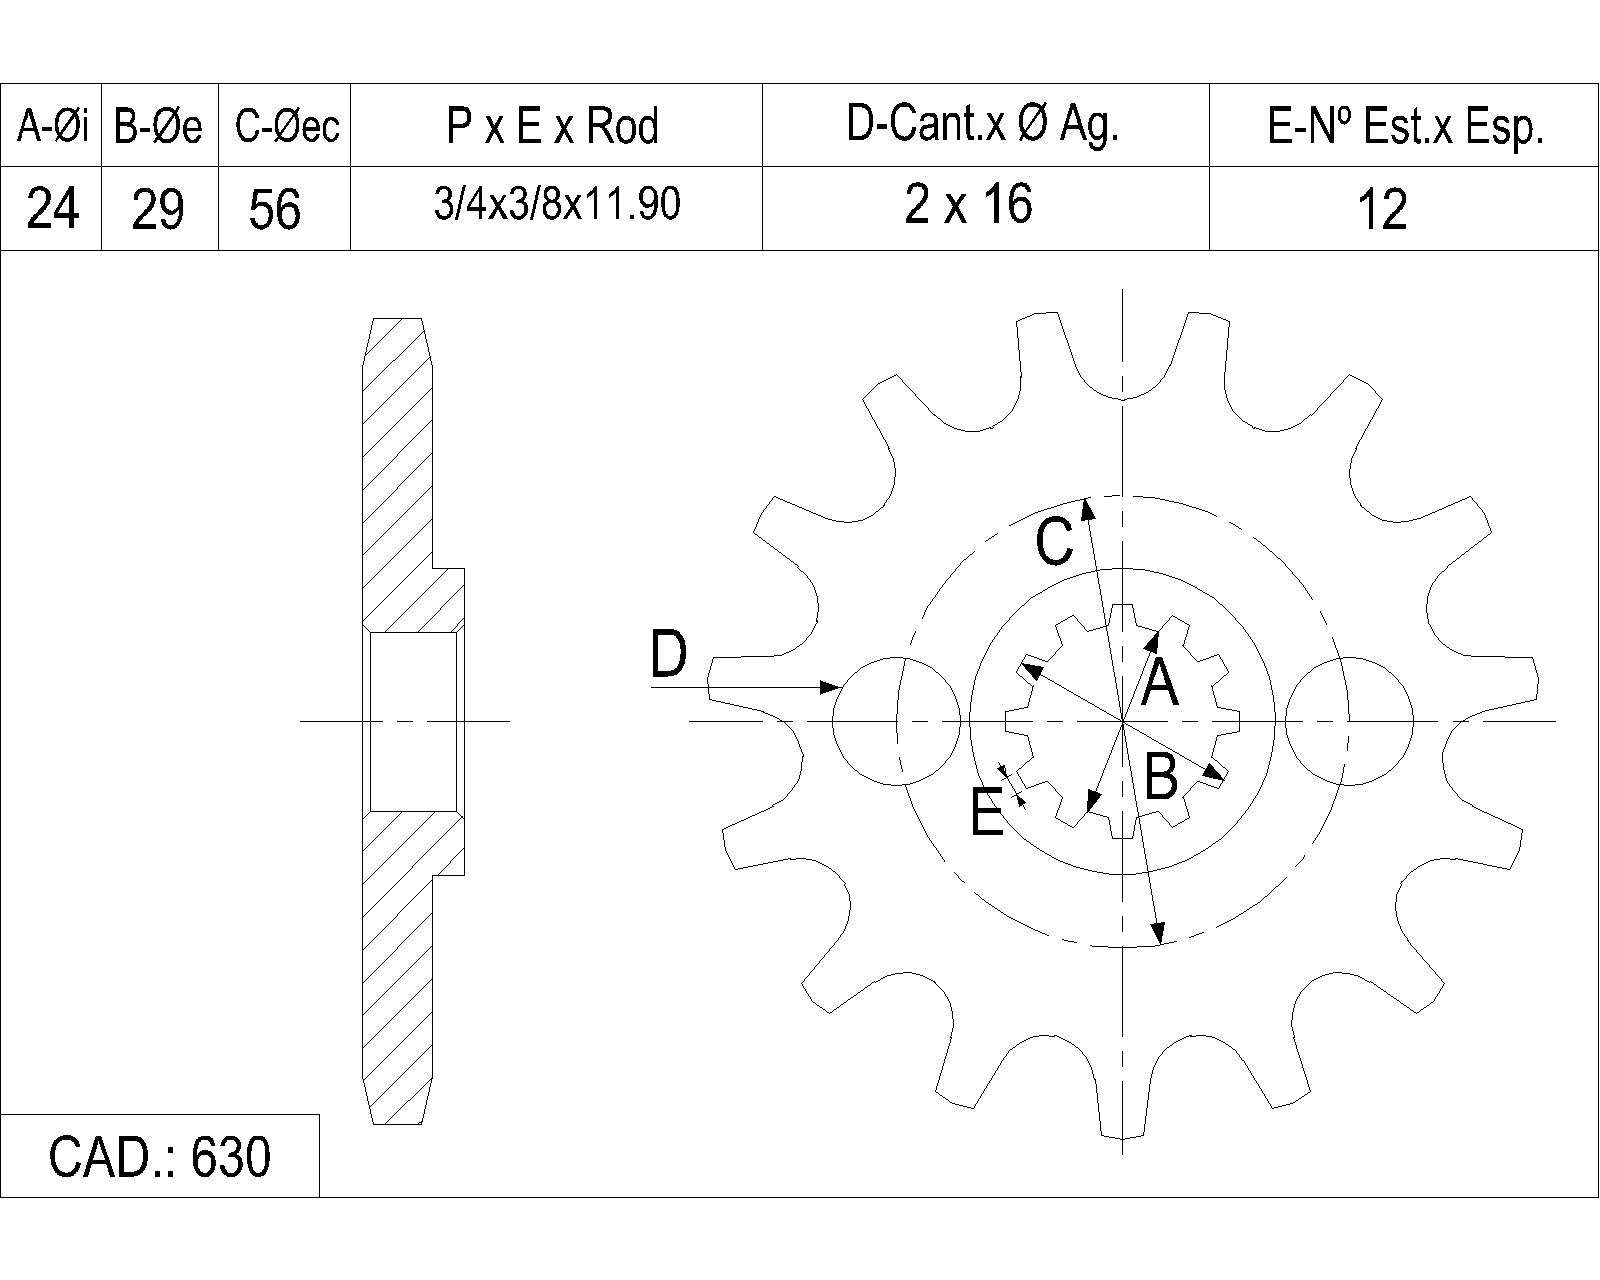 A-Øi B-Øe C-Øec P x E x Rod D-Cant.x Ø Ag. E-Nº Est.x Esp.
24 29 56 3/4x3/8x11.90 2 x 16 12
C
D
A
B
E
CAD.: 630